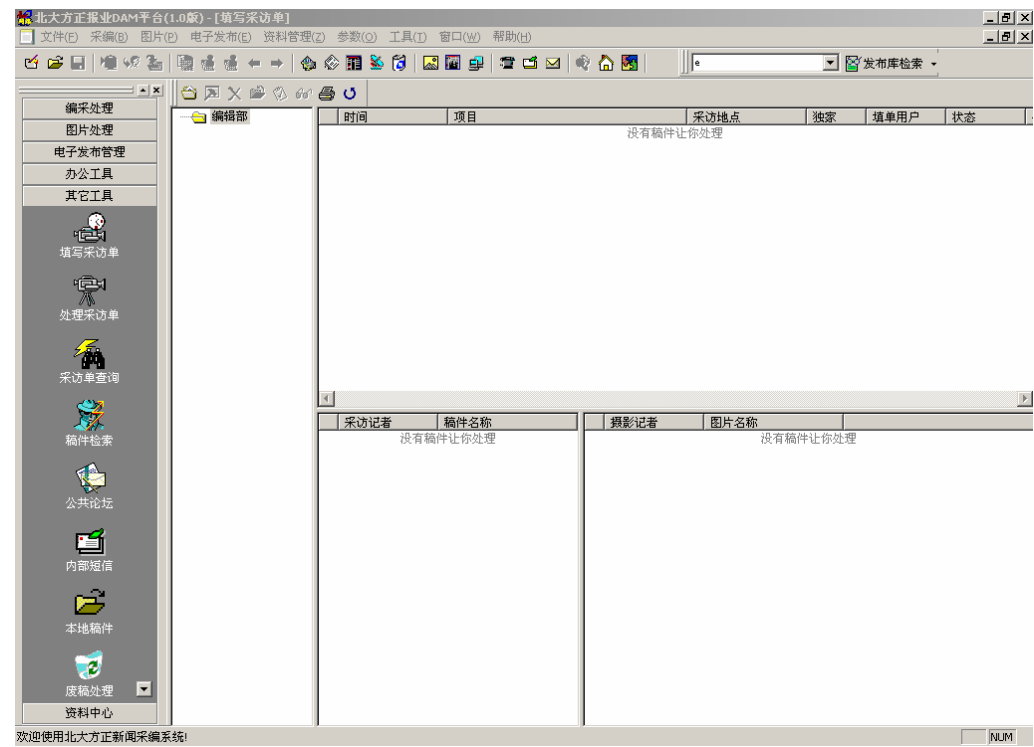 北大方正报业DAM平台(1.0版) - [填写采访单]
文件(F) 采编(B) 图片(P) 电子发布(E) 资料管理(Z) 参数(O) 工具(T) 窗口(W) 帮助(H)
e 发布库检索
编采处理
图片处理
电子发布管理
办公工具
其它工具
填写采访单
处理采访单
采访单查询
稿件检索
公共论坛
内部短信
本地稿件
废稿处理
资料中心
编辑部
时间 项目 采访地点 独家 填单用户 状态
没有稿件让你处理
采访记者 稿件名称
没有稿件让你处理
摄影记者 图片名称
没有稿件让你处理
欢迎使用北大方正新闻采编系统!
NUM